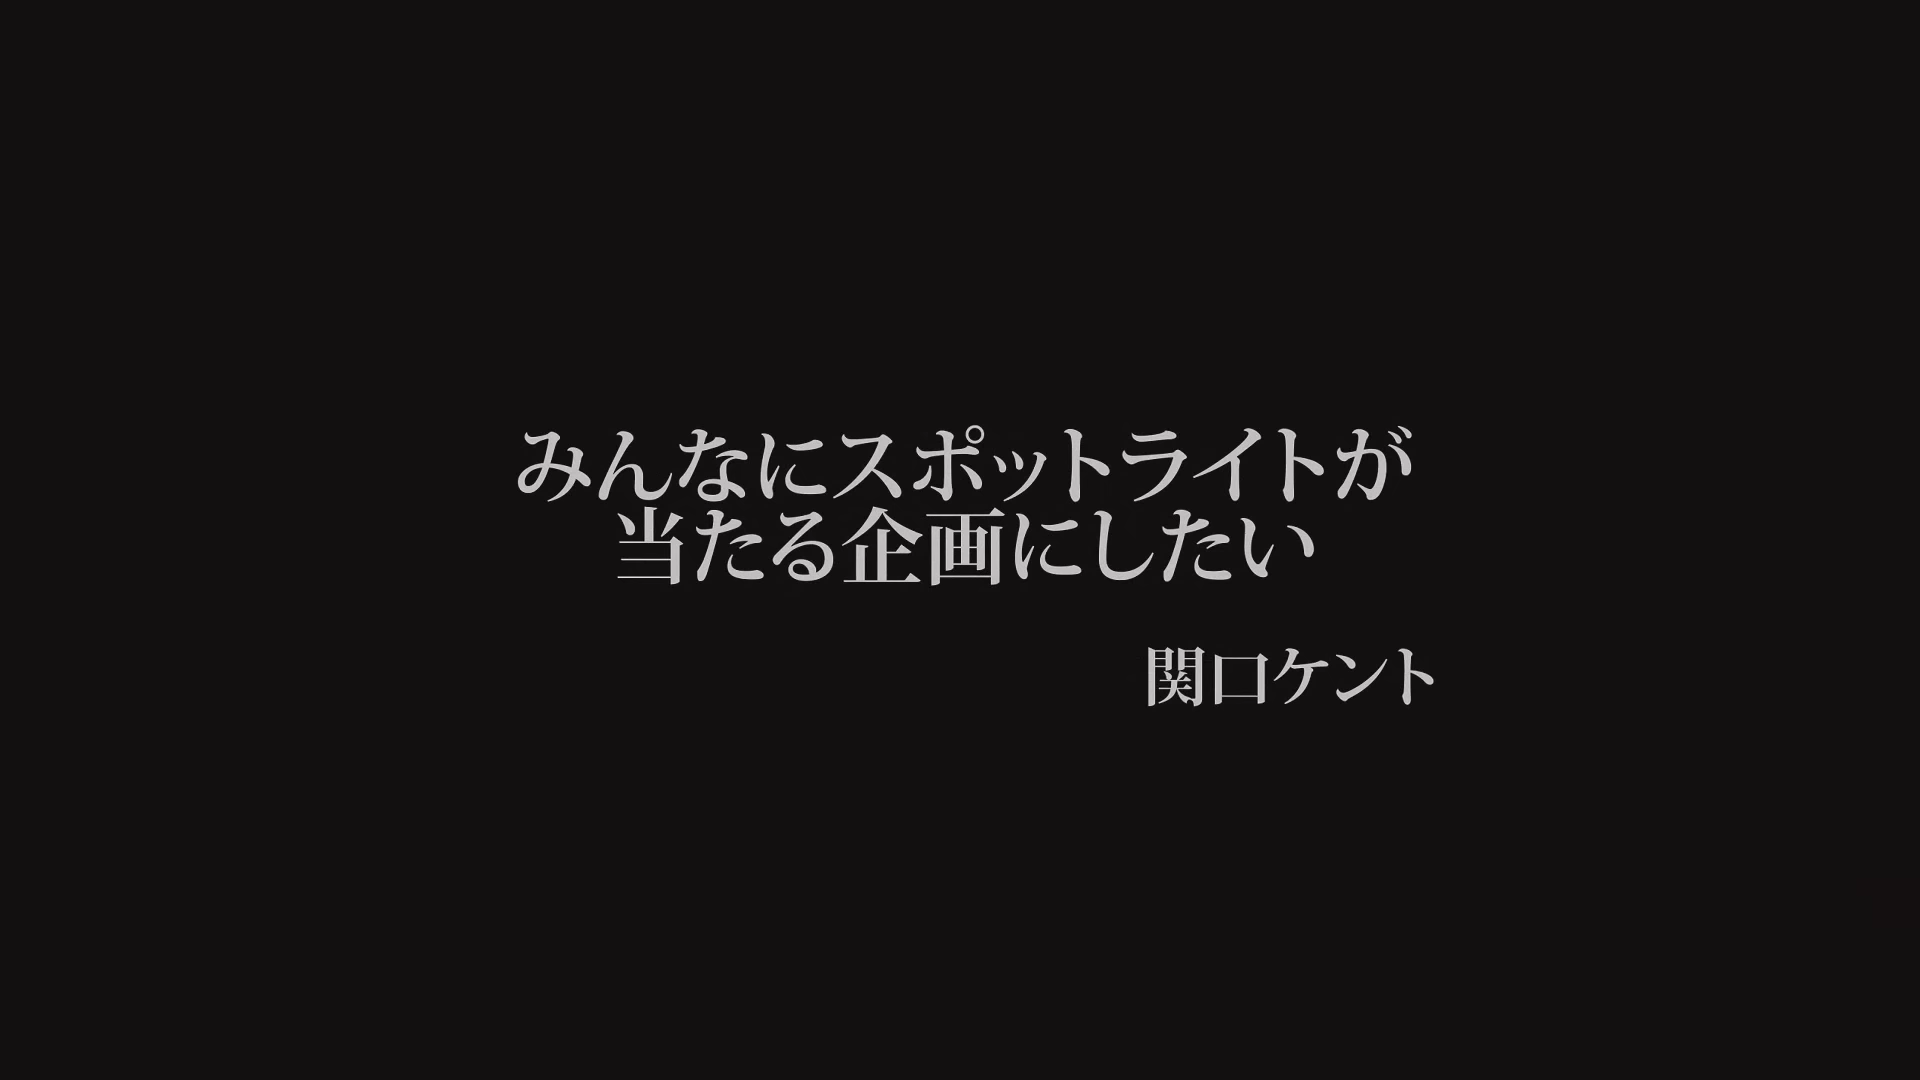 みんなにスポットライトが
当たる企画にしたい
関口ケント